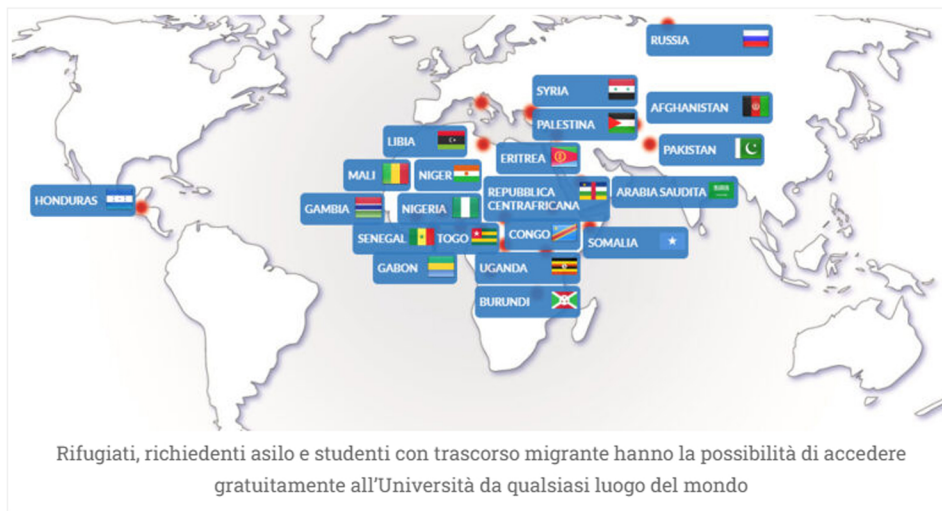 RUSSIA
SYRIA
AFGHANISTAN
PALESTINA
LIBIA
PAKISTAN
ERITREA
MALI
NIGER
HONDURAS
REPUBBLICA
CENTRAFRICANA
ARABIA SAUDITA
GAMBIA
NIGERIA
SENEGAL
TOGO
CONGO
SOMALIA
GABON
UGANDA
BURUNDI
Rifugiati, richiedenti asilo e studenti con trascorso migrante hanno la possibilità di accedere
gratuitamente all’Università da qualsiasi luogo del mondo